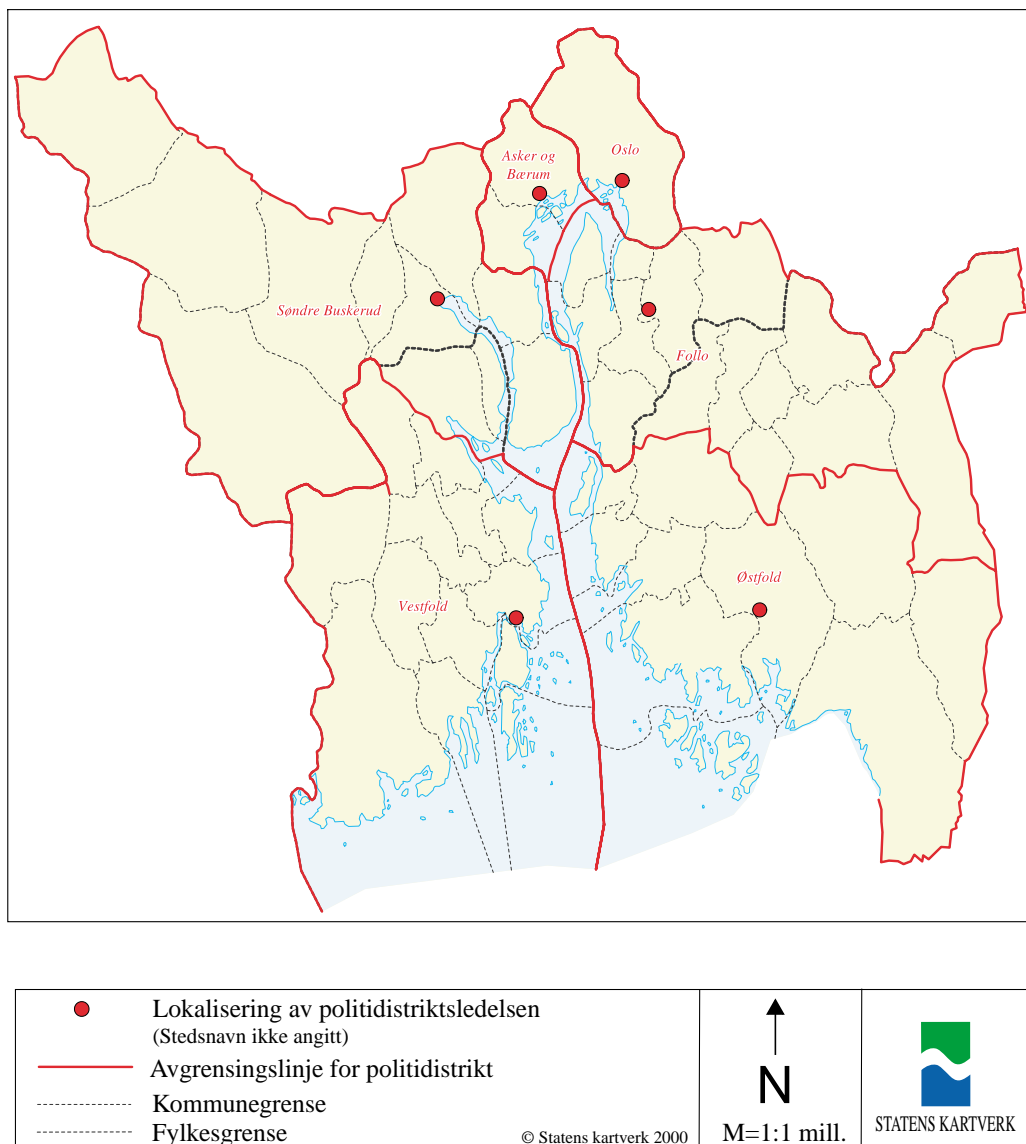 Asker og
Bærum
Oslo
Søndre Buskerud
Follo
Vestfold
Østfold
Lokalisering av politidistriktsledelsen
(Stedsnavn ikke angitt)
Avgrensingslinje for politidistrikt
Kommunegrense
Fylkesgrense
© Statens kartverk 2000
N
M=1:1 mill.
STATENS KARTVERK